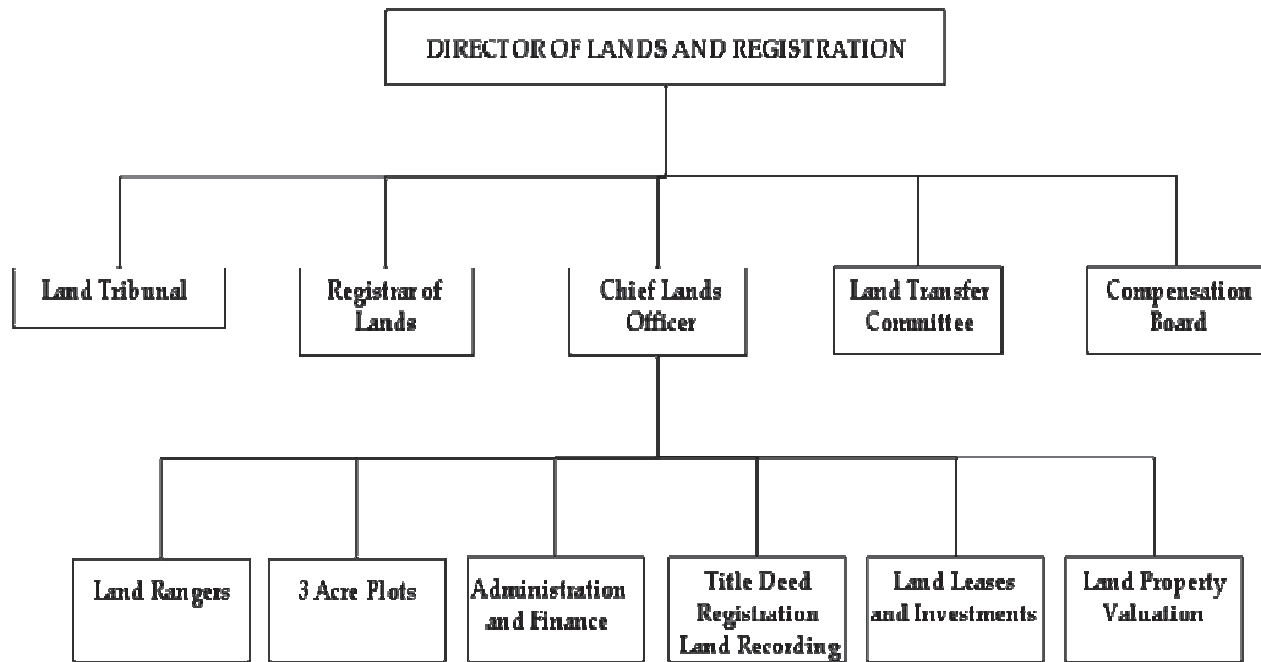 DIRECTOR OF LANDS AND REGISTRATION
Land Tribunal
Registrar of
Lands
Chief Lands
Officer
Land Transfer
Committee
Compensation
Board
Land Rangers
3 Acre Plots
Administration
and Finance
Title Deed
Registration
Land Recording
Land Leases
and Investments
Land Property
Valuation